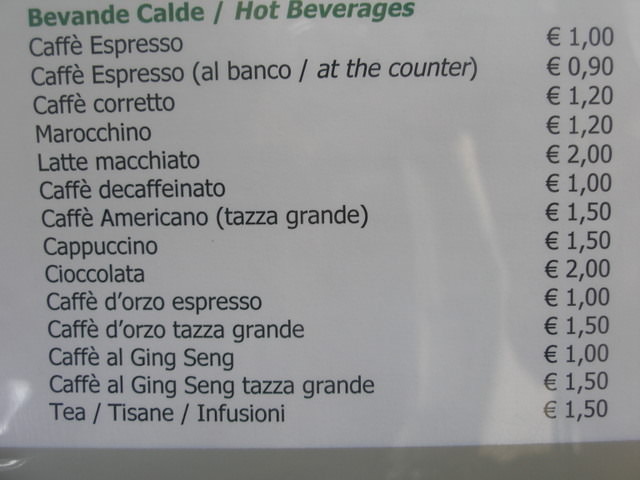 Bevande Calde / Hot Beverages
Caffè Espresso € 1,00
Caffè Espresso (al banco / at the counter) € 0,90
Caffè corretto € 1,20
Marocchino € 1,20
Latte macchiato € 2,00
Caffè decaffeinato € 1,00
Caffè Americano (tazza grande) € 1,50
Cappuccino € 1,50
Cioccolata € 2,00
Caffè d'orzo espresso € 1,00
Caffè d'orzo tazza grande € 1,50
Caffè al Ging Seng € 1,00
Caffè al Ging Seng tazza grande € 1,50
Tea / Tisane / Infusioni € 1,50